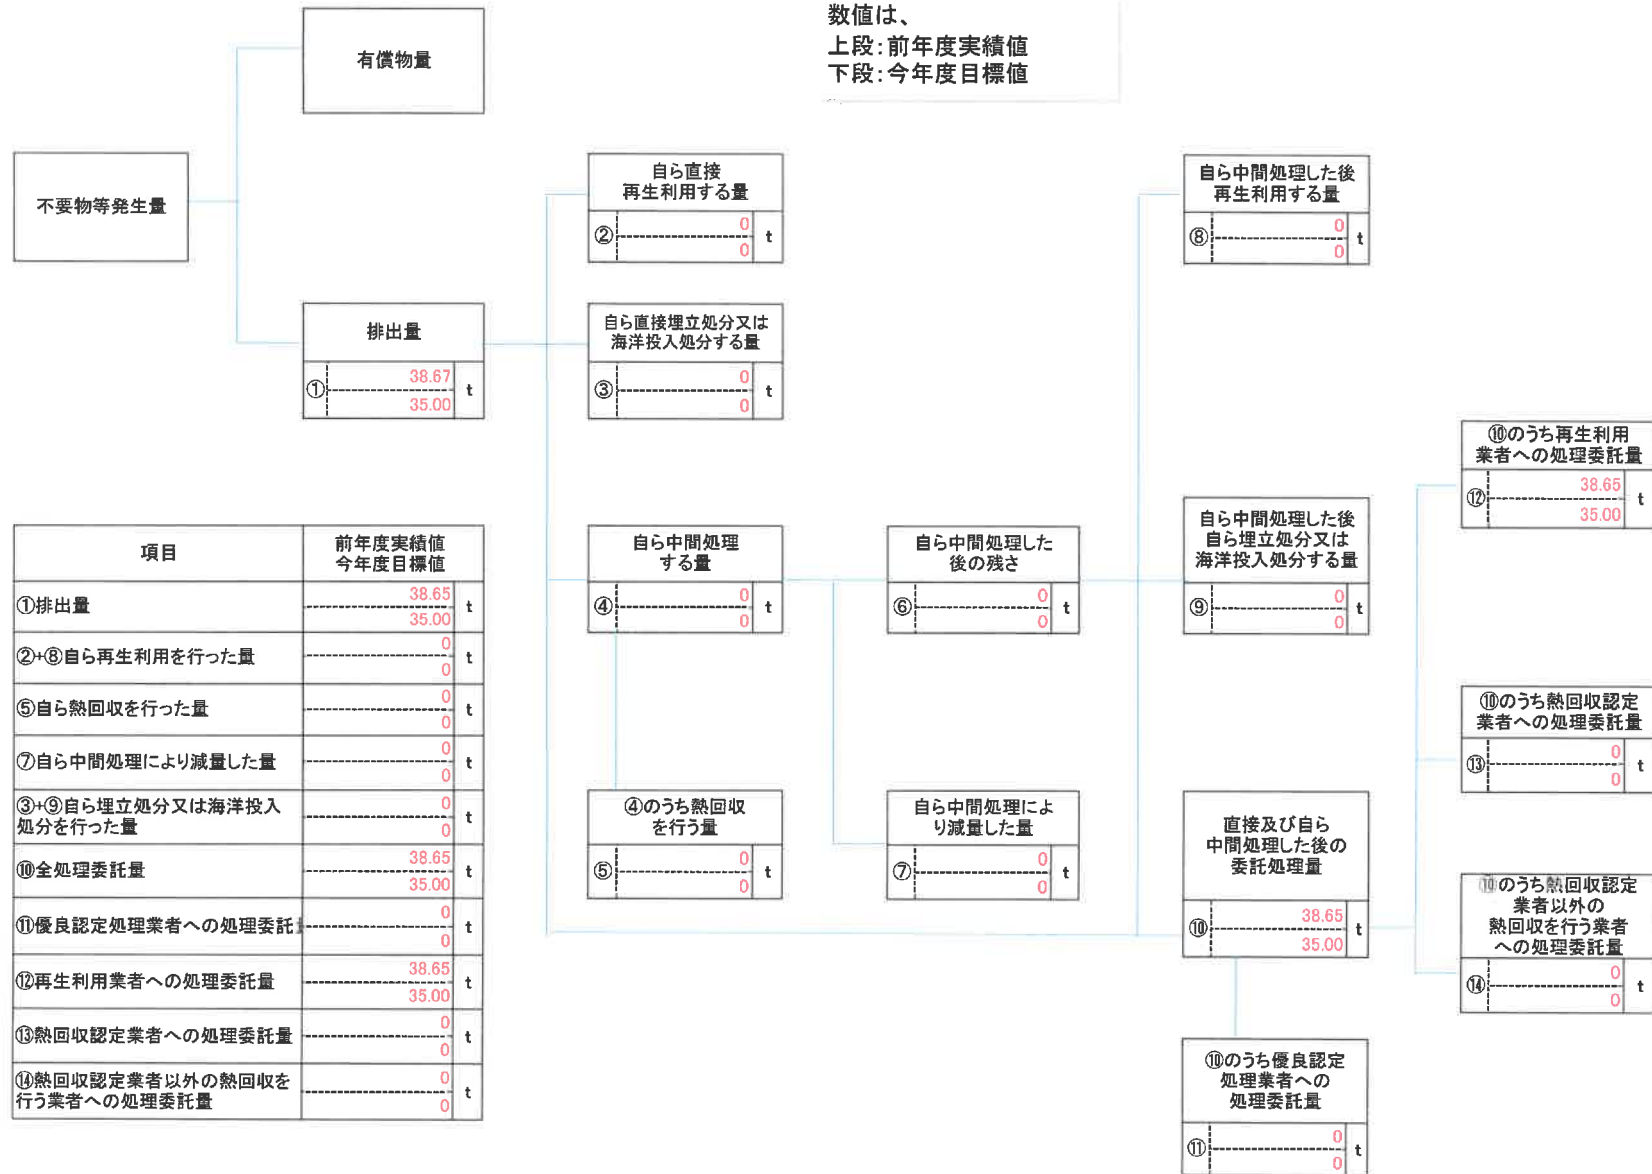 数値は、
上段：前年度実績値
下段：今年度目標値
有償物量
不要物等発生量
排出量
① 38.67 t
35.00
自ら直接
再生利用する量
② 0 t
0
自ら直接埋立処分又は
海洋投入処分する量
③ 0 t
0
自ら中間処理
する量
④ 0 t
0
④のうち熱回収
を行う量
⑤ 0 t
0
自ら中間処理した
後の残さ
⑥ 0 t
0
自ら中間処理によ
り減量した量
⑦ 0 t
0
自ら中間処理した後
再生利用する量
⑧ 0 t
0
自ら中間処理した後
自ら埋立処分又は
海洋投入処分する量
⑨ 0 t
0
直接及び自ら
中間処理した後の
委託処理量
⑩ 38.65 t
35.00
⑩のうち優良認定
処理業者への
処理委託量
⑪ 0 t
0
⑩のうち再生利用
業者への処理委託量
⑫ 38.65 t
35.00
⑩のうち熱回収認定
業者への処理委託量
⑬ 0 t
0
⑩のうち熱回収認定
業者以外の
熱回収を行う業者
への処理委託量
⑭ 0 t
0
項目 前年度実績値
今年度目標値
①排出量 38.65 t
35.00
②+⑧自ら再生利用を行った量 0 t
0
⑤自ら熱回収を行った量 0 t
0
⑦自ら中間処理により減量した量 0 t
0
③+⑨自ら埋立処分又は海洋投入
処分を行った量 0 t
0
⑩全処理委託量 38.65 t
35.00
⑪優良認定処理業者への処理委託 0 t
0
⑫再生利用業者への処理委託量 38.65 t
35.00
⑬熱回収認定業者への処理委託量 0 t
0
⑭熱回収認定業者以外の熱回収を
行う業者への処理委託量 0 t
0